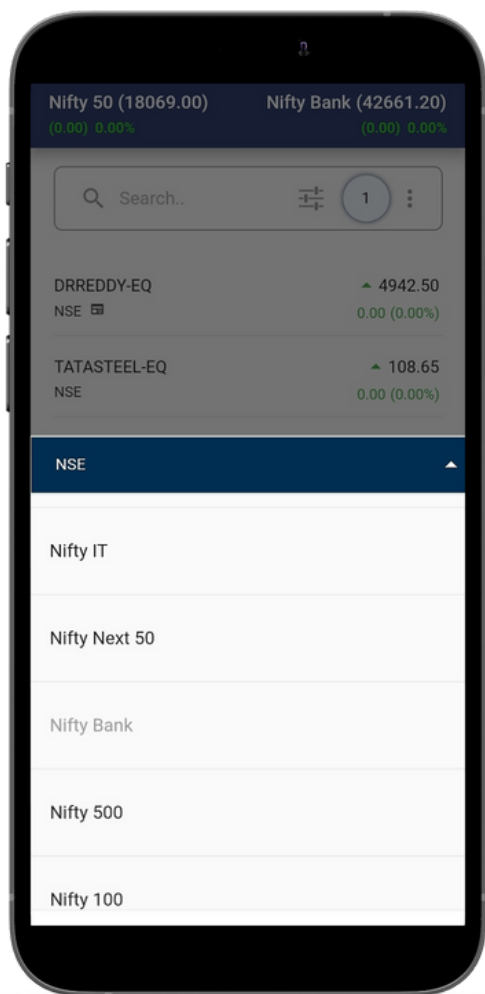 Nifty 50 (18069.00) Nifty Bank (42661.20)
(0.00) 0.00% (0.00) 0.00%
Search.. 1
DRREDDY-EQ 4942.50
NSE 0.00 (0.00%)
TATASTEEL-EQ 108.65
NSE 0.00 (0.00%)
NSE
Nifty IT
Nifty Next 50
Nifty Bank
Nifty 500
Nifty 100